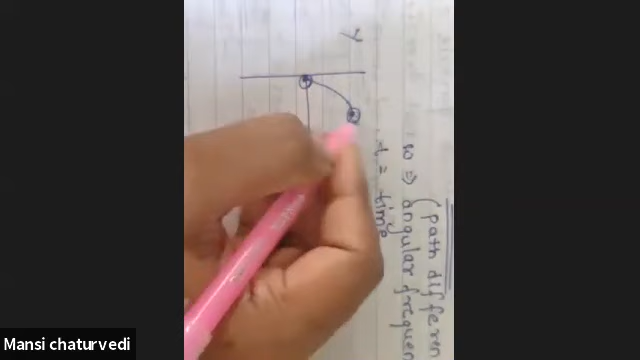 (path differen
ω ⇒ angular frequen
t = time
Y
Mansi chaturvedi